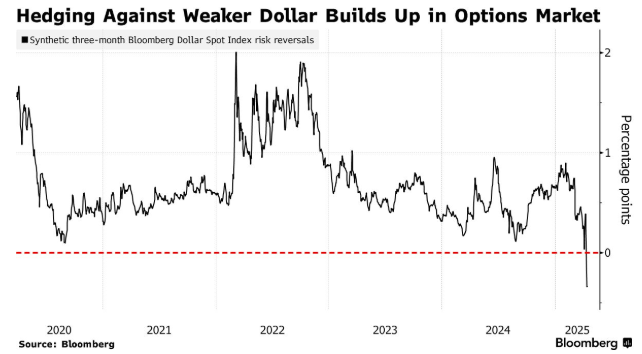 Hedging Against Weaker Dollar Builds Up in Options Market
Synthetic three-month Bloomberg Dollar Spot Index risk reversals
2
1
0
Percentage points
2020 2021 2022 2023 2024 2025
Source: Bloomberg
Bloomberg